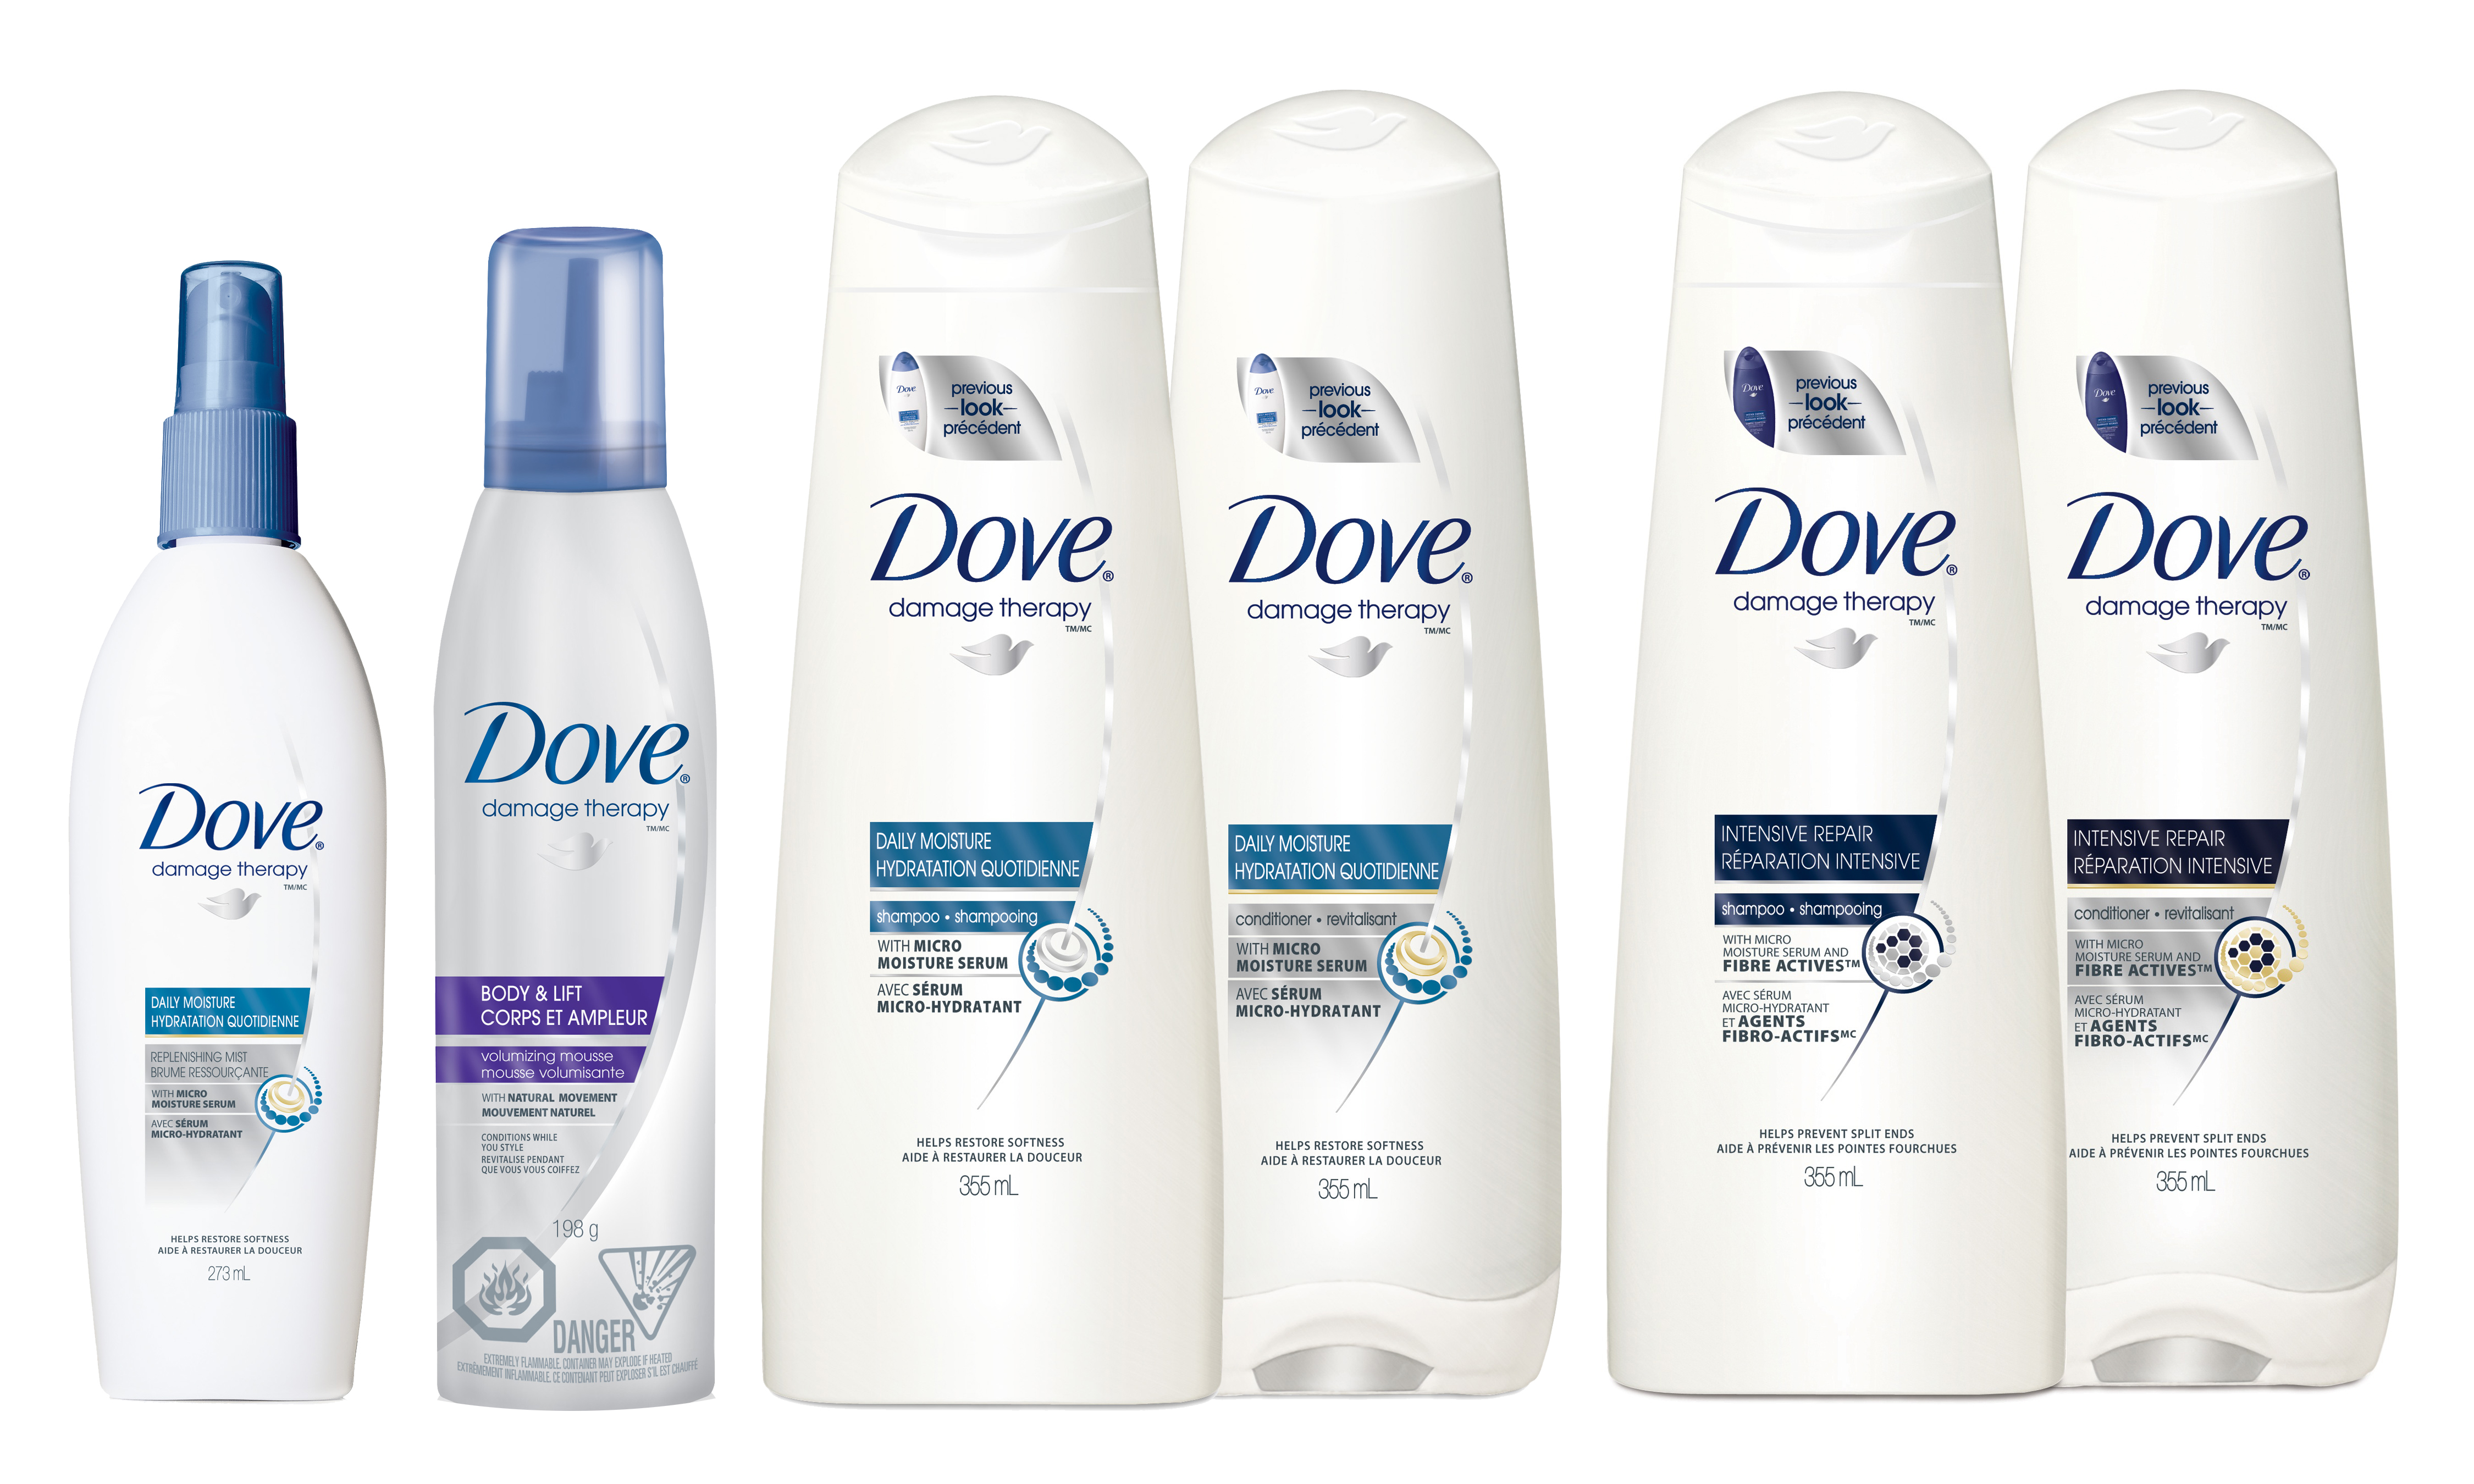 Dove®
damage therapy
TM/MC
DAILY MOISTURE
HYDRATATION QUOTIDIENNE
REPLENISHING MIST
BRUME RESSOURÇANTE
WITH MICRO
MOISTURE SERUM
AVEC SÉRUM
MICRO-HYDRATANT
HELPS RESTORE SOFTNESS
AIDE À RESTAURER LA DOUCEUR
273 mL
Dove®
damage therapy
TM/MC
BODY & LIFT
CORPS ET AMPLEUR
volumizing mousse
mousse volumisante
WITH NATURAL MOVEMENT
MOUVEMENT NATUREL
CONDITIONS WHILE
YOU STYLE
REVITALISE PENDANT
QUE VOUS VOUS COIFFEZ
198 g
DANGER
EXTREMELY FLAMMABLE. CONTAINER MAY EXPLODE IF HEATED
EXTRÊMEMENT INFLAMMABLE. CE CONTENANT PEUT EXPLOSER S'IL EST CHAUFFÉ
Dove
previous
look
précédent
Dove®
damage therapy
TM/MC
DAILY MOISTURE
HYDRATATION QUOTIDIENNE
shampoo • shampooing
WITH MICRO
MOISTURE SERUM
AVEC SÉRUM
MICRO-HYDRATANT
HELPS RESTORE SOFTNESS
AIDE À RESTAURER LA DOUCEUR
355 mL
Dove
previous
look
précédent
Dove®
damage therapy
TM/MC
DAILY MOISTURE
HYDRATATION QUOTIDIENNE
conditioner • revitalisant
WITH MICRO
MOISTURE SERUM
AVEC SÉRUM
MICRO-HYDRATANT
HELPS RESTORE SOFTNESS
AIDE À RESTAURER LA DOUCEUR
355 mL
Dove
previous
look
précédent
Dove®
damage therapy
TM/MC
INTENSIVE REPAIR
RÉPARATION INTENSIVE
shampoo • shampooing
WITH MICRO
MOISTURE SERUM AND
FIBRE ACTIVES™
AVEC SÉRUM
MICRO-HYDRATANT
ET AGENTS
FIBRO-ACTIFSMC
HELPS PREVENT SPLIT ENDS
AIDE À PRÉVENIR LES POINTES FOURCHUES
355 mL
Dove
previous
look
précédent
Dove®
damage therapy
TM/MC
INTENSIVE REPAIR
RÉPARATION INTENSIVE
conditioner • revitalisant
WITH MICRO
MOISTURE SERUM AND
FIBRE ACTIVES™
AVEC SÉRUM
MICRO-HYDRATANT
ET AGENTS
FIBRO-ACTIFSMC
HELPS PREVENT SPLIT ENDS
AIDE À PRÉVENIR LES POINTES FOURCHUES
355 mL